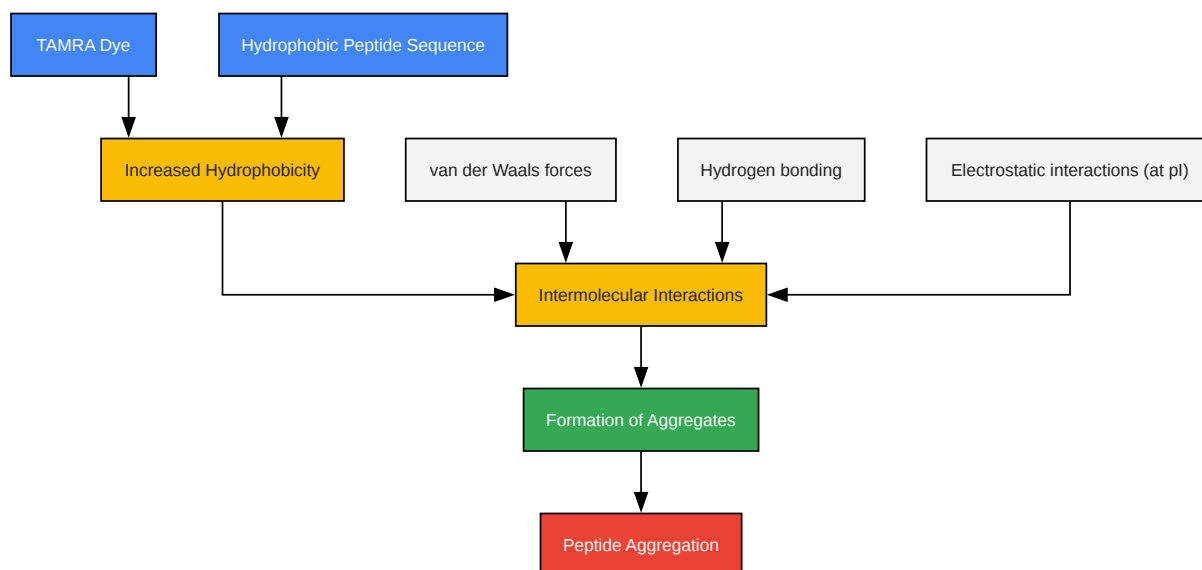 TAMRA Dye
Hydrophobic Peptide Sequence
Increased Hydrophobicity
van der Waals forces
Hydrogen bonding
Electrostatic interactions (at pI)
Intermolecular Interactions
Formation of Aggregates
Peptide Aggregation